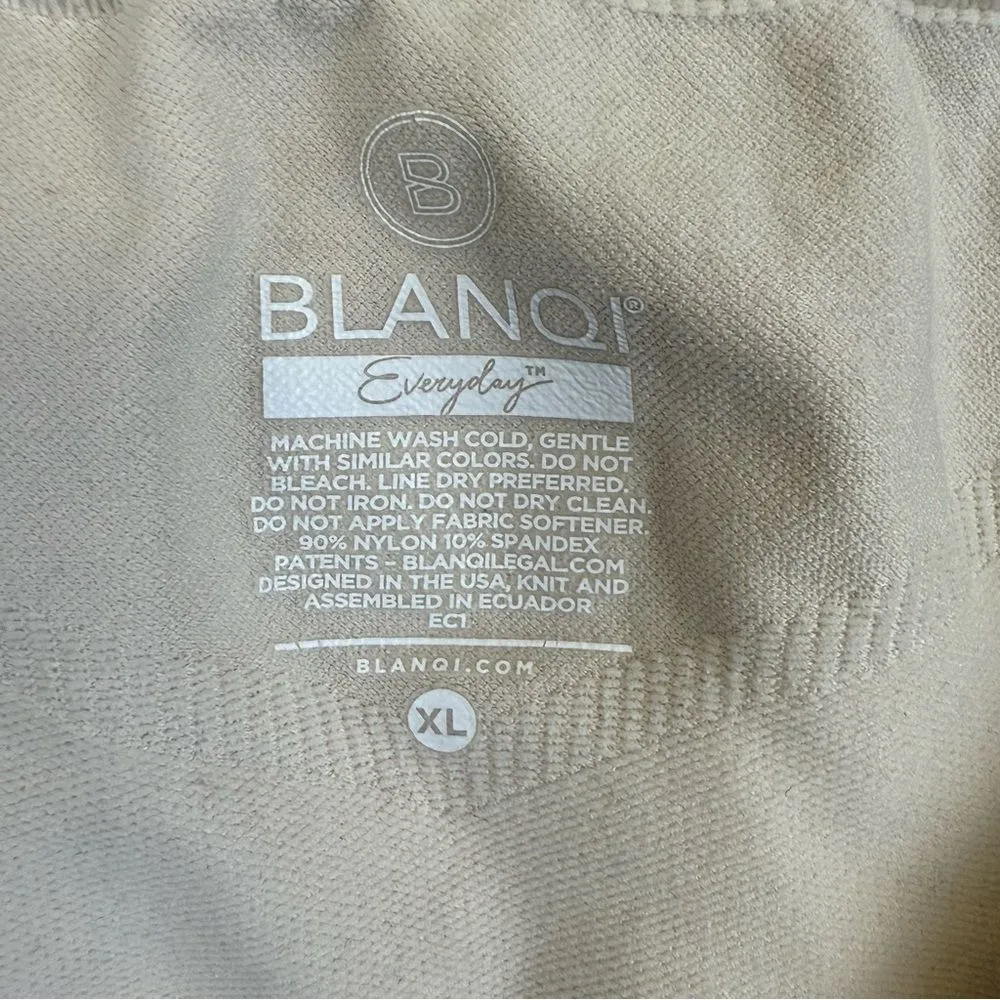 B
BLANQI®
Everyday™
MACHINE WASH COLD, GENTLE
WITH SIMILAR COLORS. DO NOT
BLEACH. LINE DRY PREFERRED.
DO NOT IRON. DO NOT DRY CLEAN.
DO NOT APPLY FABRIC SOFTENER.
90% NYLON 10% SPANDEX
PATENTS – BLANQILEGAL.COM
DESIGNED IN THE USA, KNIT AND
ASSEMBLED IN ECUADOR
EC1
BLANQI.COM
XL